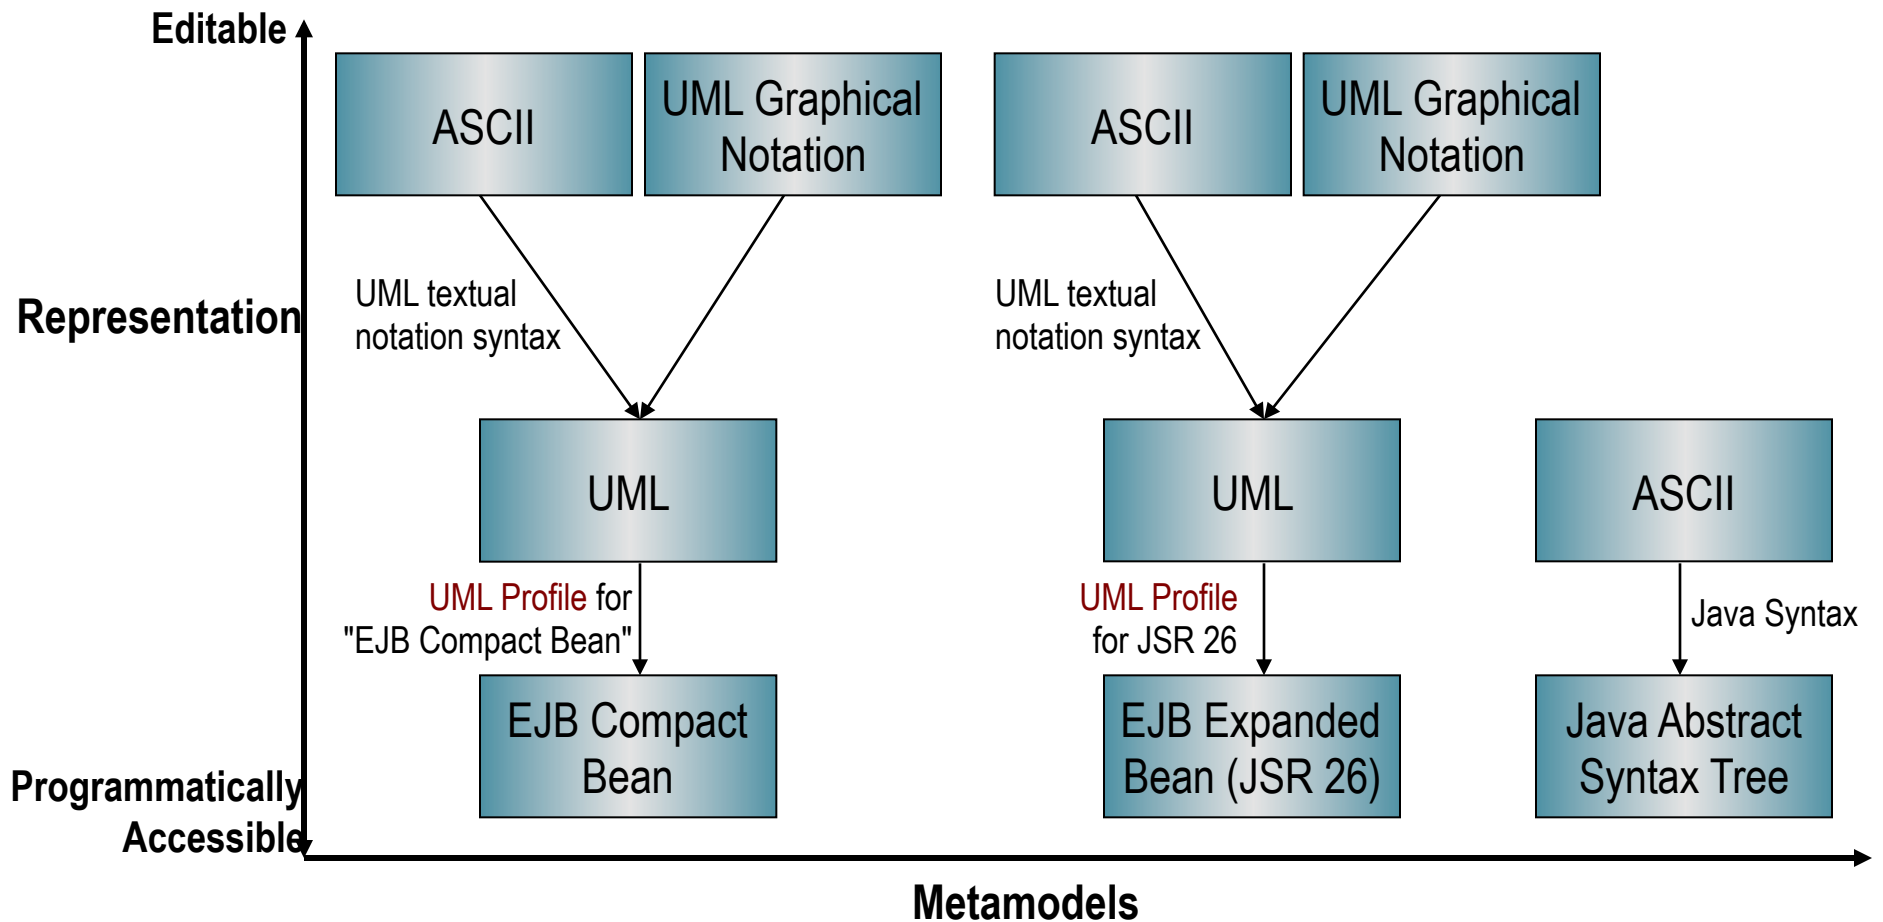 Editable
ASCII
UML Graphical
Notation
ASCII
UML Graphical
Notation
Representation
UML textual
notation syntax
UML textual
notation syntax
UML
UML
ASCII
UML Profile for
"EJB Compact Bean"
UML Profile
for JSR 26
Java Syntax
EJB Compact
Bean
EJB Expanded
Bean (JSR 26)
Java Abstract
Syntax Tree
Programmatically
Accessible
Metamodels